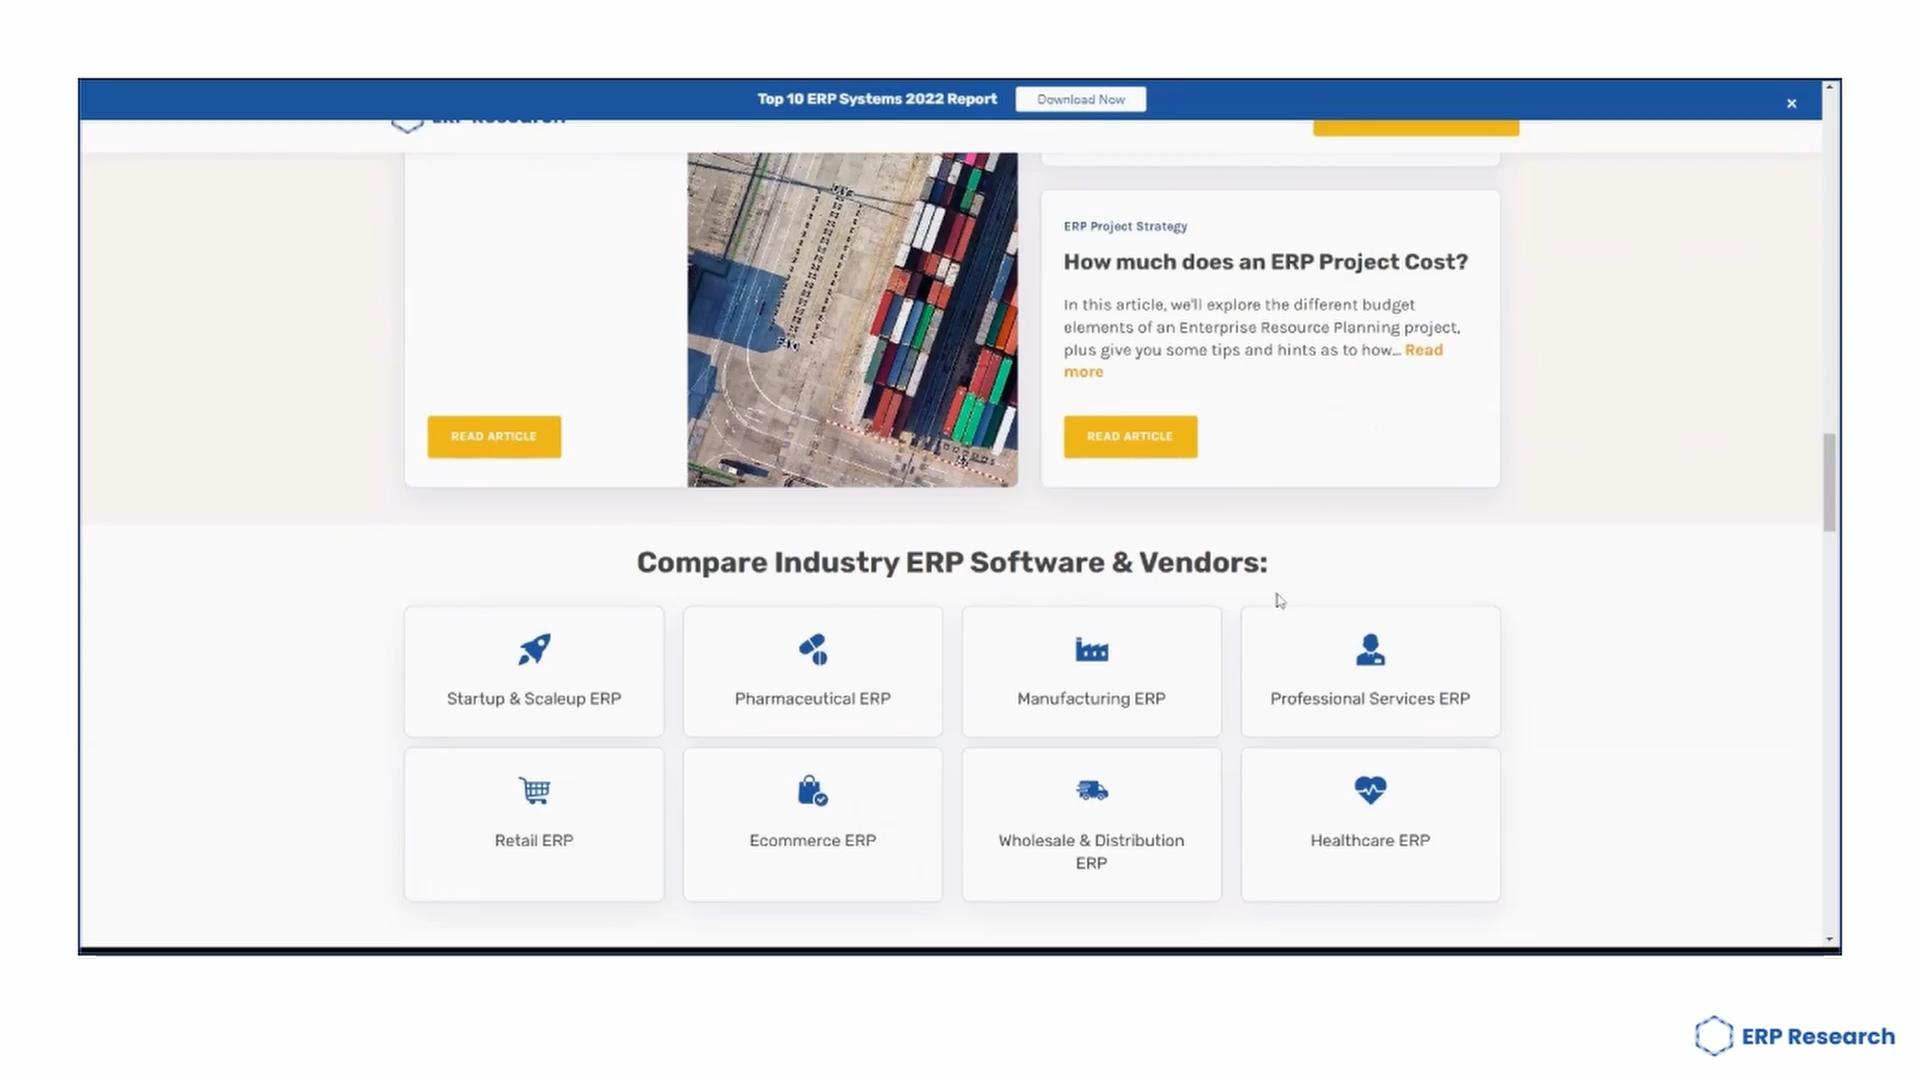 Top 10 ERP Systems 2022 Report
Download Now
×
ERP Research
ERP Project Strategy
How much does an ERP Project Cost?
In this article, we'll explore the different budget
elements of an Enterprise Resource Planning project,
plus give you some tips and hints as to how... Read
more
READ ARTICLE
READ ARTICLE
Compare Industry ERP Software & Vendors:
Startup & Scaleup ERP
Pharmaceutical ERP
Manufacturing ERP
Professional Services ERP
Retail ERP
Ecommerce ERP
Wholesale & Distribution
ERP
Healthcare ERP
ERP Research